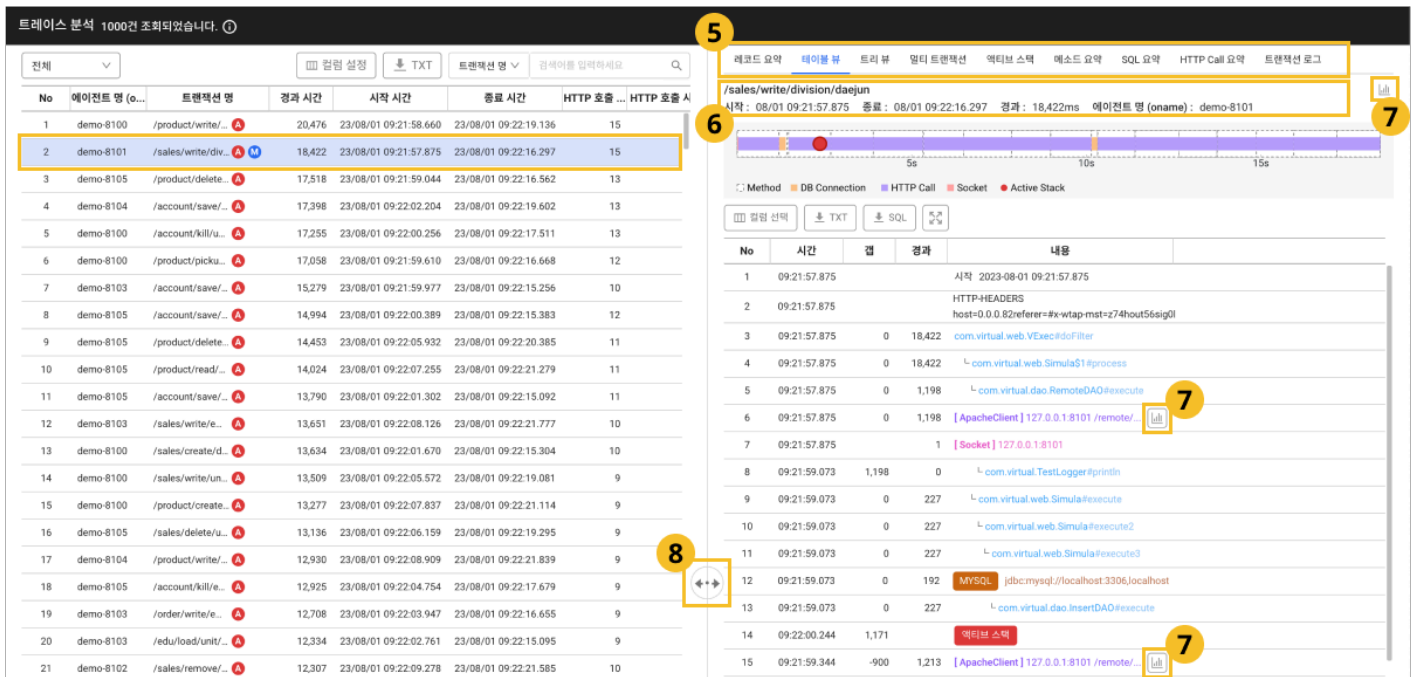 트레이스 분석 1000건 조회되었습니다.
전체 컬럼 설정 TXT 트랜잭션 명 검색어를 입력하세요
No 에이전트 명 (o... 트랜잭션 명 경과 시간 시작 시간 종료 시간 HTTP 호출 ... HTTP 호출 시
1 demo-8100 /product/write/... A 20,476 23/08/01 09:21:58.660 23/08/01 09:22:19.136 15
2 demo-8101 /sales/write/div... A M 18,422 23/08/01 09:21:57.875 23/08/01 09:22:16.297 15
3 demo-8105 /product/delete... A 17,518 23/08/01 09:21:59.044 23/08/01 09:22:16.562 13
4 demo-8104 /account/save/... A 17,398 23/08/01 09:22:02.204 23/08/01 09:22:19.602 13
5 demo-8100 /account/kill/u... A 17,255 23/08/01 09:22:00.256 23/08/01 09:22:17.511 13
6 demo-8100 /product/picku... A 17,058 23/08/01 09:21:59.610 23/08/01 09:22:16.668 12
7 demo-8103 /account/save/... A 15,279 23/08/01 09:21:59.977 23/08/01 09:22:15.256 10
8 demo-8105 /account/save/... A 14,994 23/08/01 09:22:00.389 23/08/01 09:22:15.383 12
9 demo-8105 /product/delete... A 14,453 23/08/01 09:22:05.932 23/08/01 09:22:20.385 11
10 demo-8105 /product/read/... A 14,024 23/08/01 09:22:07.255 23/08/01 09:22:21.279 11
11 demo-8105 /account/save/... A 13,790 23/08/01 09:22:01.302 23/08/01 09:22:15.092 11
12 demo-8103 /sales/write/e... A 13,651 23/08/01 09:22:08.126 23/08/01 09:22:21.777 10
13 demo-8100 /sales/create/d... A 13,634 23/08/01 09:22:01.670 23/08/01 09:22:15.304 10
14 demo-8100 /sales/write/un... A 13,509 23/08/01 09:22:05.572 23/08/01 09:22:19.081 9
15 demo-8100 /product/create... A 13,277 23/08/01 09:22:07.837 23/08/01 09:22:21.114 9
16 demo-8105 /sales/delete/u... A 13,136 23/08/01 09:22:06.159 23/08/01 09:22:19.295 9
17 demo-8104 /product/write/... A 12,930 23/08/01 09:22:08.909 23/08/01 09:22:21.839 9
18 demo-8105 /account/kill/e... A 12,925 23/08/01 09:22:04.754 23/08/01 09:22:17.679 9
19 demo-8103 /order/write/e... A 12,708 23/08/01 09:22:03.947 23/08/01 09:22:16.655 9
20 demo-8103 /edu/load/unit/... A 12,334 23/08/01 09:22:02.761 23/08/01 09:22:15.095 9
21 demo-8102 /sales/remove/... A 12,307 23/08/01 09:22:09.278 23/08/01 09:22:21.585 10
5
레코드 요약 테이블 뷰 트리 뷰 멀티 트랜잭션 액티브 스택 메소드 요약 SQL 요약 HTTP Call 요약 트랜잭션 로그
/sales/write/division/daejun
시작 : 08/01 09:21:57.875 종료 : 08/01 09:22:16.297 경과 : 18,422ms 에이전트 명 (oname) : demo-8101
6
7
5s 10s 15s
Method DB Connection HTTP Call Socket Active Stack
컬럼 선택 TXT SQL
No 시간 갭 경과 내용
1 09:21:57.875 시작 2023-08-01 09:21:57.875
2 09:21:57.875 HTTP-HEADERS
host=0.0.0.82referer=#x-wtap-mst=z74hout56sig0l
3 09:21:57.875 0 18,422 com.virtual.web.VExec#doFilter
4 09:21:57.875 0 18,422 └ com.virtual.web.Simula$1#process
5 09:21:57.875 0 1,198 └ com.virtual.dao.RemoteDAO#execute
7
6 09:21:57.875 0 1,198 [ ApacheClient ] 127.0.0.1:8101 /remote/...
7 09:21:57.875 1 [ Socket ] 127.0.0.1:8101
8 09:21:59.073 1,198 0 └ com.virtual.TestLogger#println
9 09:21:59.073 0 227 └ com.virtual.web.Simula#execute
10 09:21:59.073 0 227 └ com.virtual.web.Simula#execute2
11 09:21:59.073 0 227 └ com.virtual.web.Simula#execute3
8
12 09:21:59.073 0 192 MYSQL jdbc:mysql://localhost:3306,localhost
13 09:21:59.073 0 227 └ com.virtual.dao.InsertDAO#execute
14 09:22:00.244 1,171 액티브 스택
7
15 09:21:59.344 -900 1,213 [ ApacheClient ] 127.0.0.1:8101 /remote/...